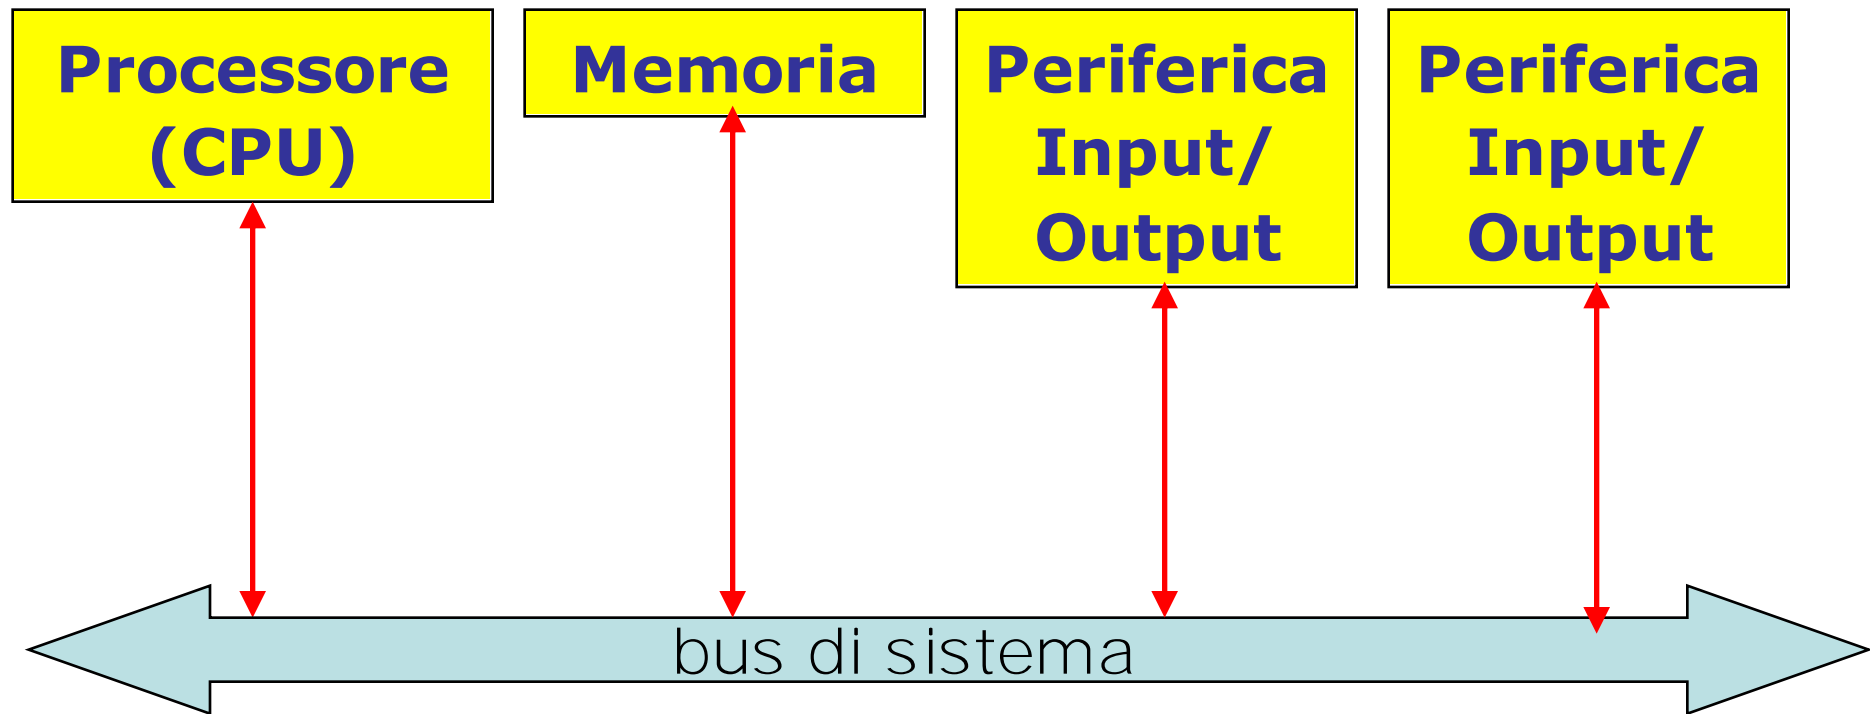 Processore
(CPU)
Memoria
Periferica
Input/
Output
Periferica
Input/
Output
bus di sistema